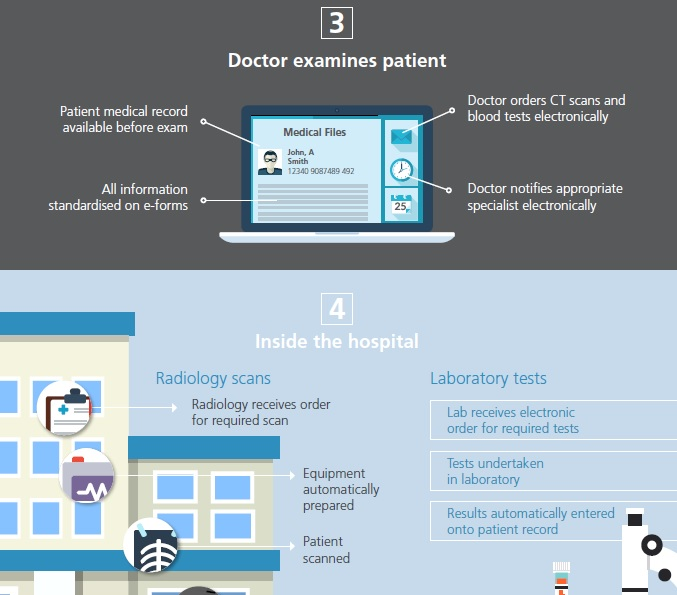 3
Doctor examines patient
Patient medical record
available before exam
All information
standardised on e-forms
Medical Files
John, A
Smith
12340 9087489 492
25
Doctor orders CT scans and
blood tests electronically
Doctor notifies appropriate
specialist electronically
4
Inside the hospital
Radiology scans
Radiology receives order
for required scan
Equipment
automatically
prepared
Patient
scanned
Laboratory tests
Lab receives electronic
order for required tests
Tests undertaken
in laboratory
Results automatically entered
onto patient record